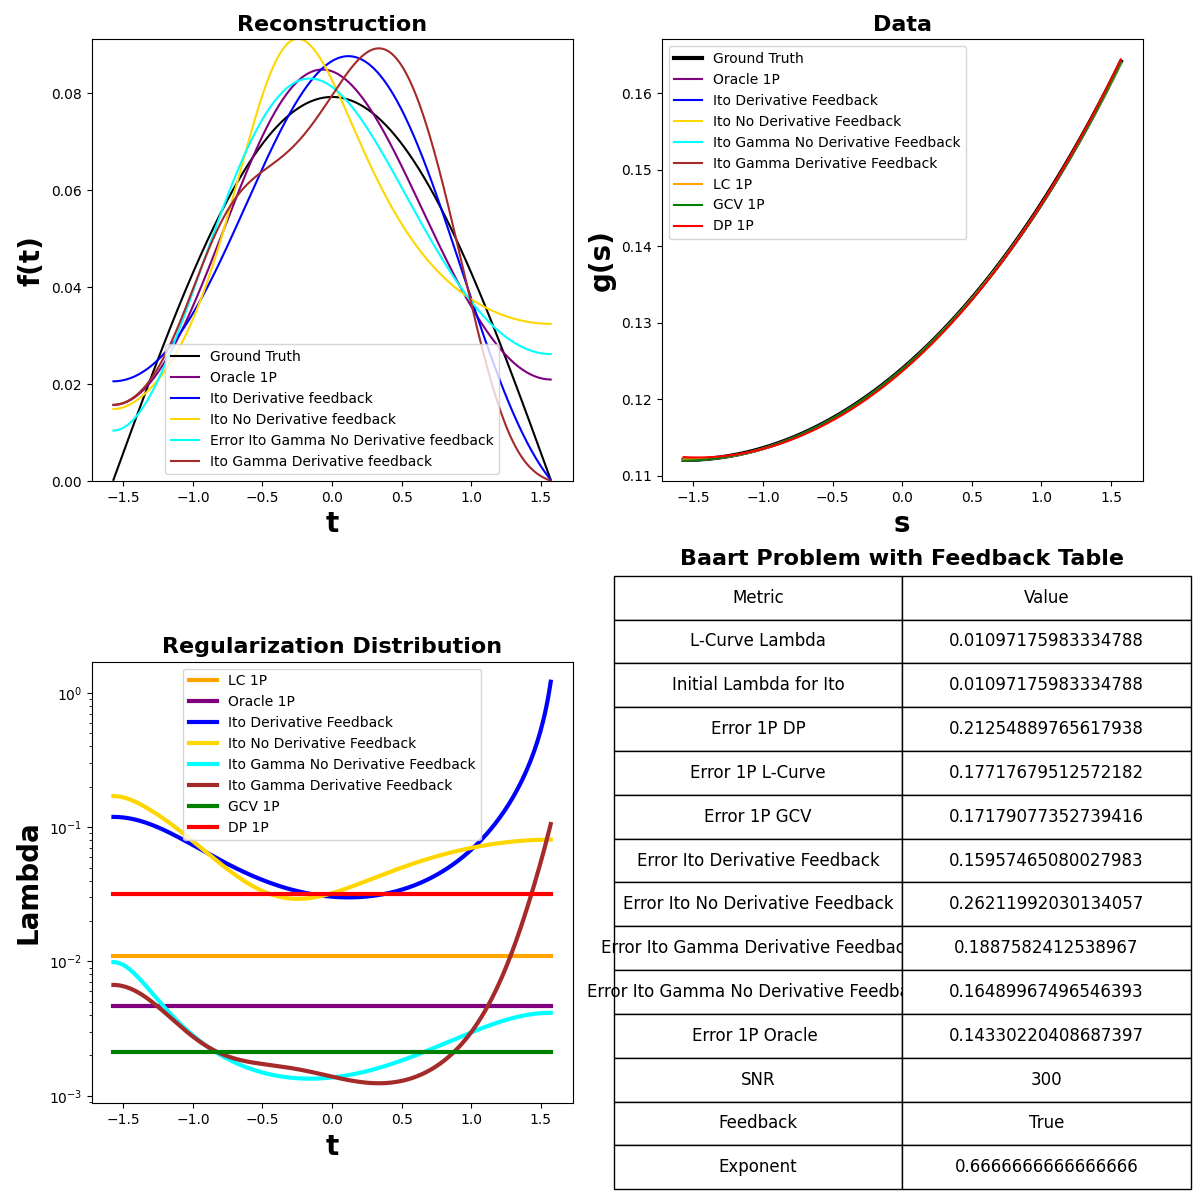 Reconstruction
f(t)
0.08
0.06
0.04
0.02
0.00
Ground Truth
Oracle 1P
Ito Derivative feedback
Ito No Derivative feedback
Error Ito Gamma No Derivative feedback
Ito Gamma Derivative feedback
−1.5 −1.0 −0.5 0.0 0.5 1.0 1.5
t
Data
g(s)
0.16
0.15
0.14
0.13
0.12
0.11
Ground Truth
Oracle 1P
Ito Derivative Feedback
Ito No Derivative Feedback
Ito Gamma No Derivative Feedback
Ito Gamma Derivative Feedback
LC 1P
GCV 1P
DP 1P
−1.5 −1.0 −0.5 0.0 0.5 1.0 1.5
s
Regularization Distribution
Lambda
10^0
10^−1
10^−2
10^−3
LC 1P
Oracle 1P
Ito Derivative Feedback
Ito No Derivative Feedback
Ito Gamma No Derivative Feedback
Ito Gamma Derivative Feedback
GCV 1P
DP 1P
−1.5 −1.0 −0.5 0.0 0.5 1.0 1.5
t
Baart Problem with Feedback Table
Metric Value
L-Curve Lambda 0.01097175983334788
Initial Lambda for Ito 0.01097175983334788
Error 1P DP 0.21254889765617938
Error 1P L-Curve 0.17717679512572182
Error 1P GCV 0.17179077352739416
Error Ito Derivative Feedback 0.15957465080027983
Error Ito No Derivative Feedback 0.26211992030134057
Error Ito Gamma Derivative Feedbac 0.1887582412538967
Error Ito Gamma No Derivative Feedba 0.16489967496546393
Error 1P Oracle 0.14330220408687397
SNR 300
Feedback True
Exponent 0.6666666666666666